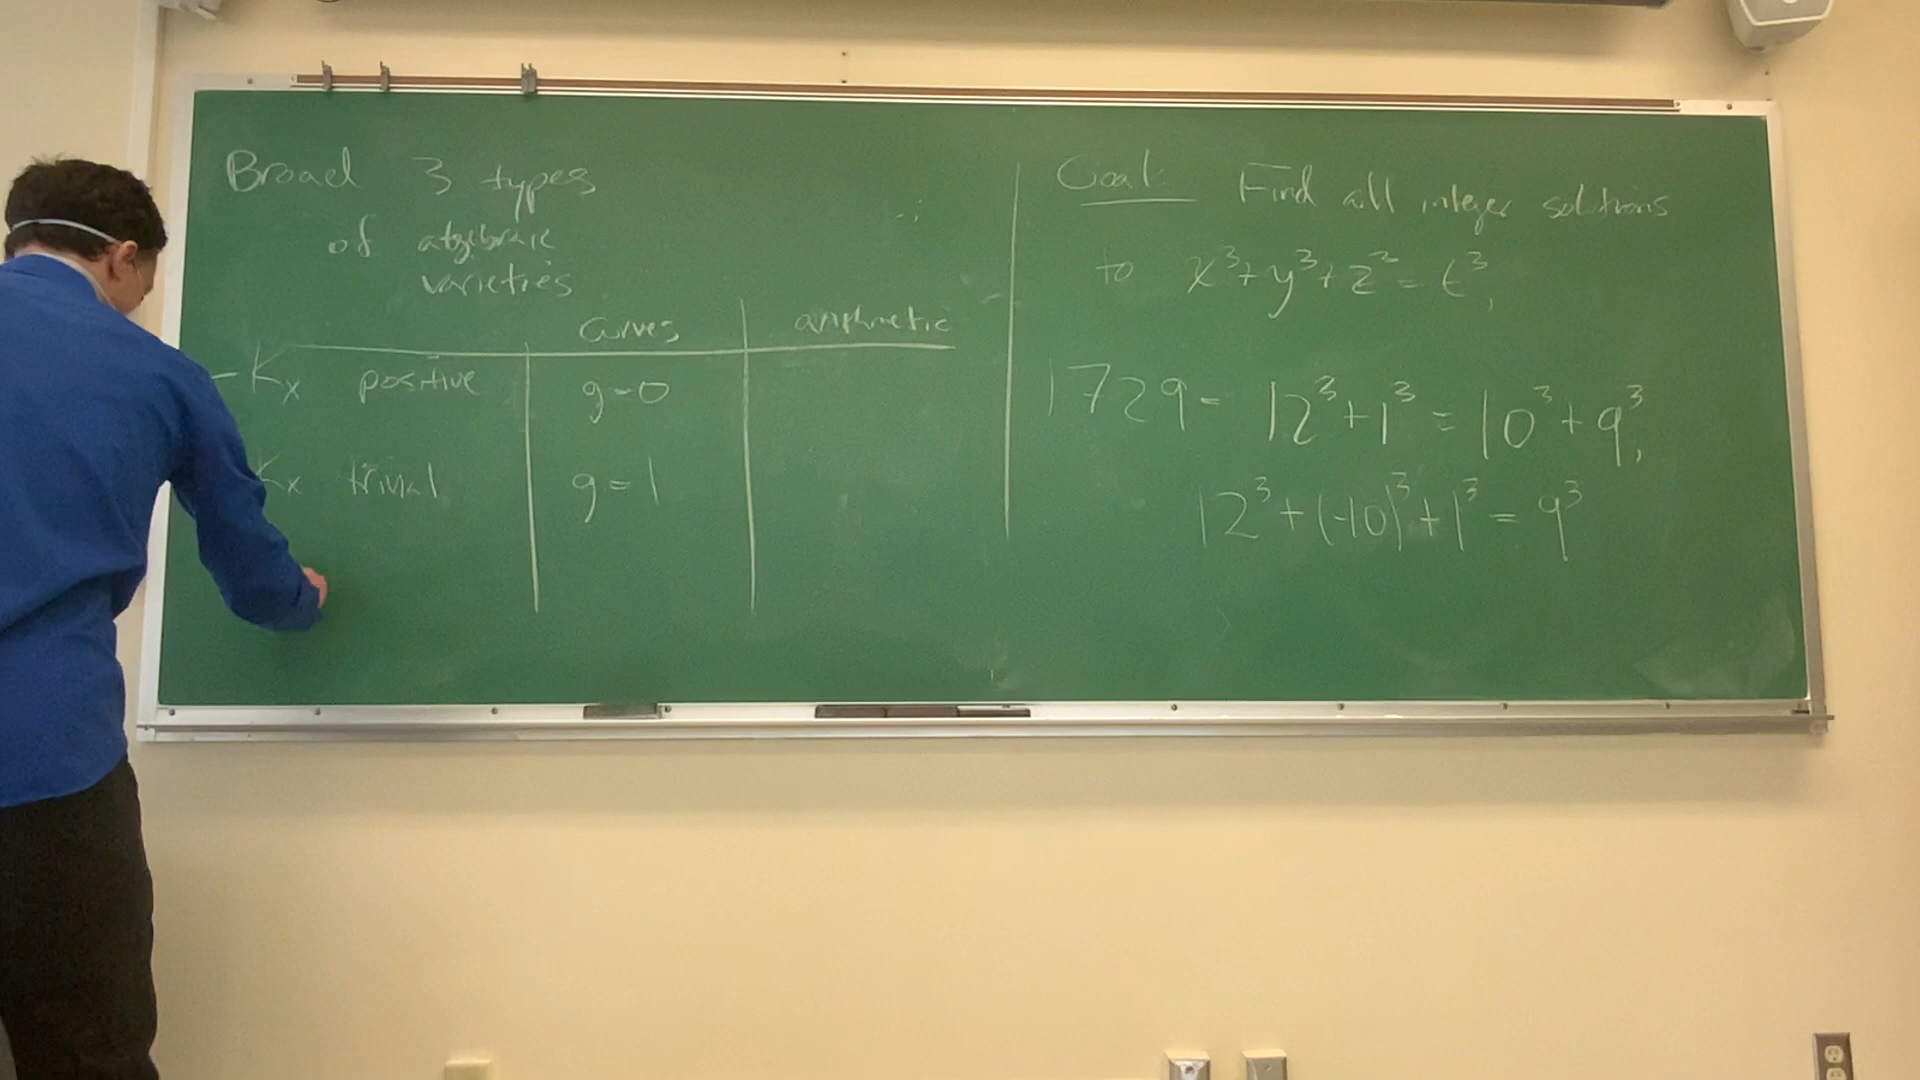 Broad 3 types
of algebraic
varieties
curves arithmetic
-Kx positive g=0
Kx trivial g=1
Goal: Find all integer solutions
to x³+y³+z³=t³,
1729= 12³+1³=10³+9³,
12³+(-10)³+1³=9³